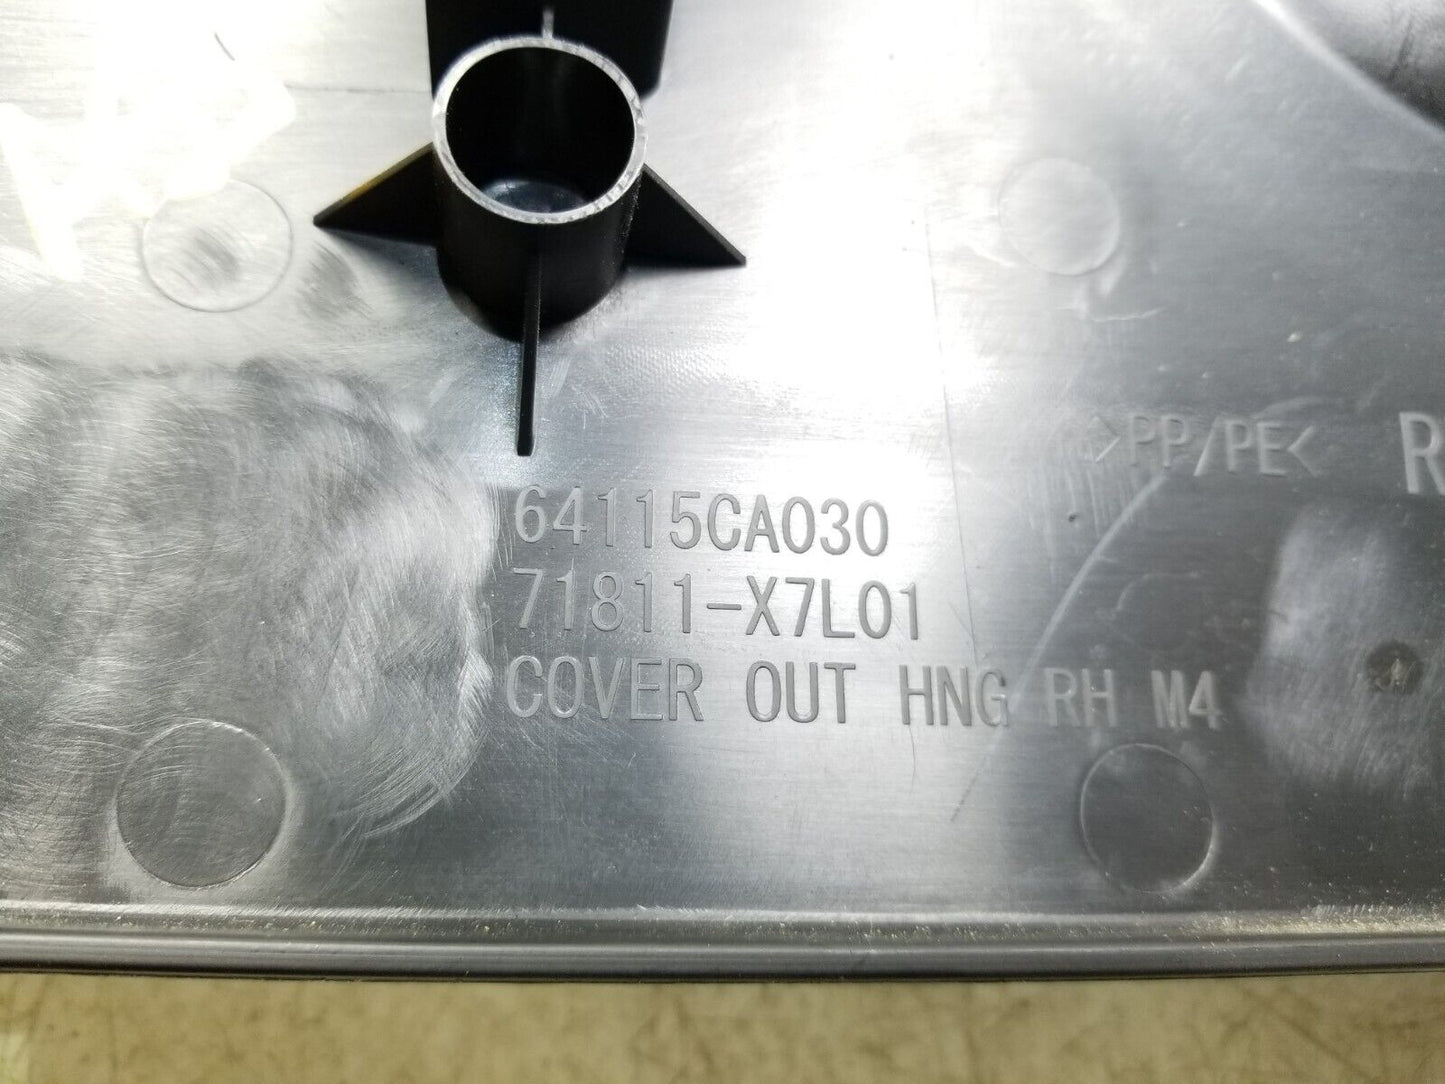 >PP/PE< R
64115CA030
71811-X7L01
COVER OUT HNG RH M4